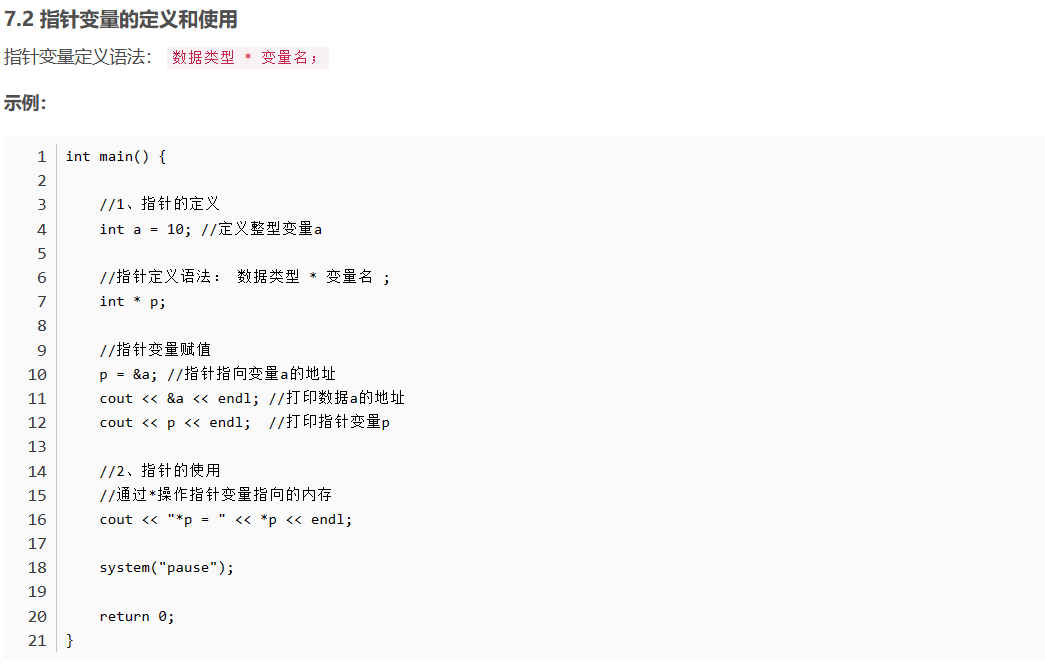 7.2 指针变量的定义和使用
指针变量定义语法： 数据类型 * 变量名；
示例：
1 int main() {
2
3 //1、指针的定义
4 int a = 10; //定义整型变量a
5
6 //指针定义语法： 数据类型 * 变量名 ;
7 int * p;
8
9 //指针变量赋值
10 p = &a; //指针指向变量a的地址
11 cout << &a << endl; //打印数据a的地址
12 cout << p << endl;  //打印指针变量p
13
14 //2、指针的使用
15 //通过*操作指针变量指向的内存
16 cout << "*p = " << *p << endl;
17
18 system("pause");
19
20 return 0;
21 }